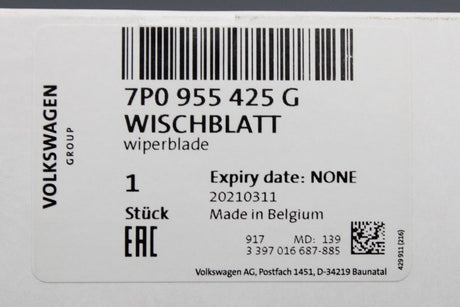 VOLKSWAGEN
GROUP
7P0 955 425 G
WISCHBLATT
wiperblade
1
Stück
Expiry date: NONE
20210311
Made in Belgium
EAC
917 MD: 139
3 397 016 687-885
429 911 (216)
Volkswagen AG, Postfach 1451, D-34219 Baunatal